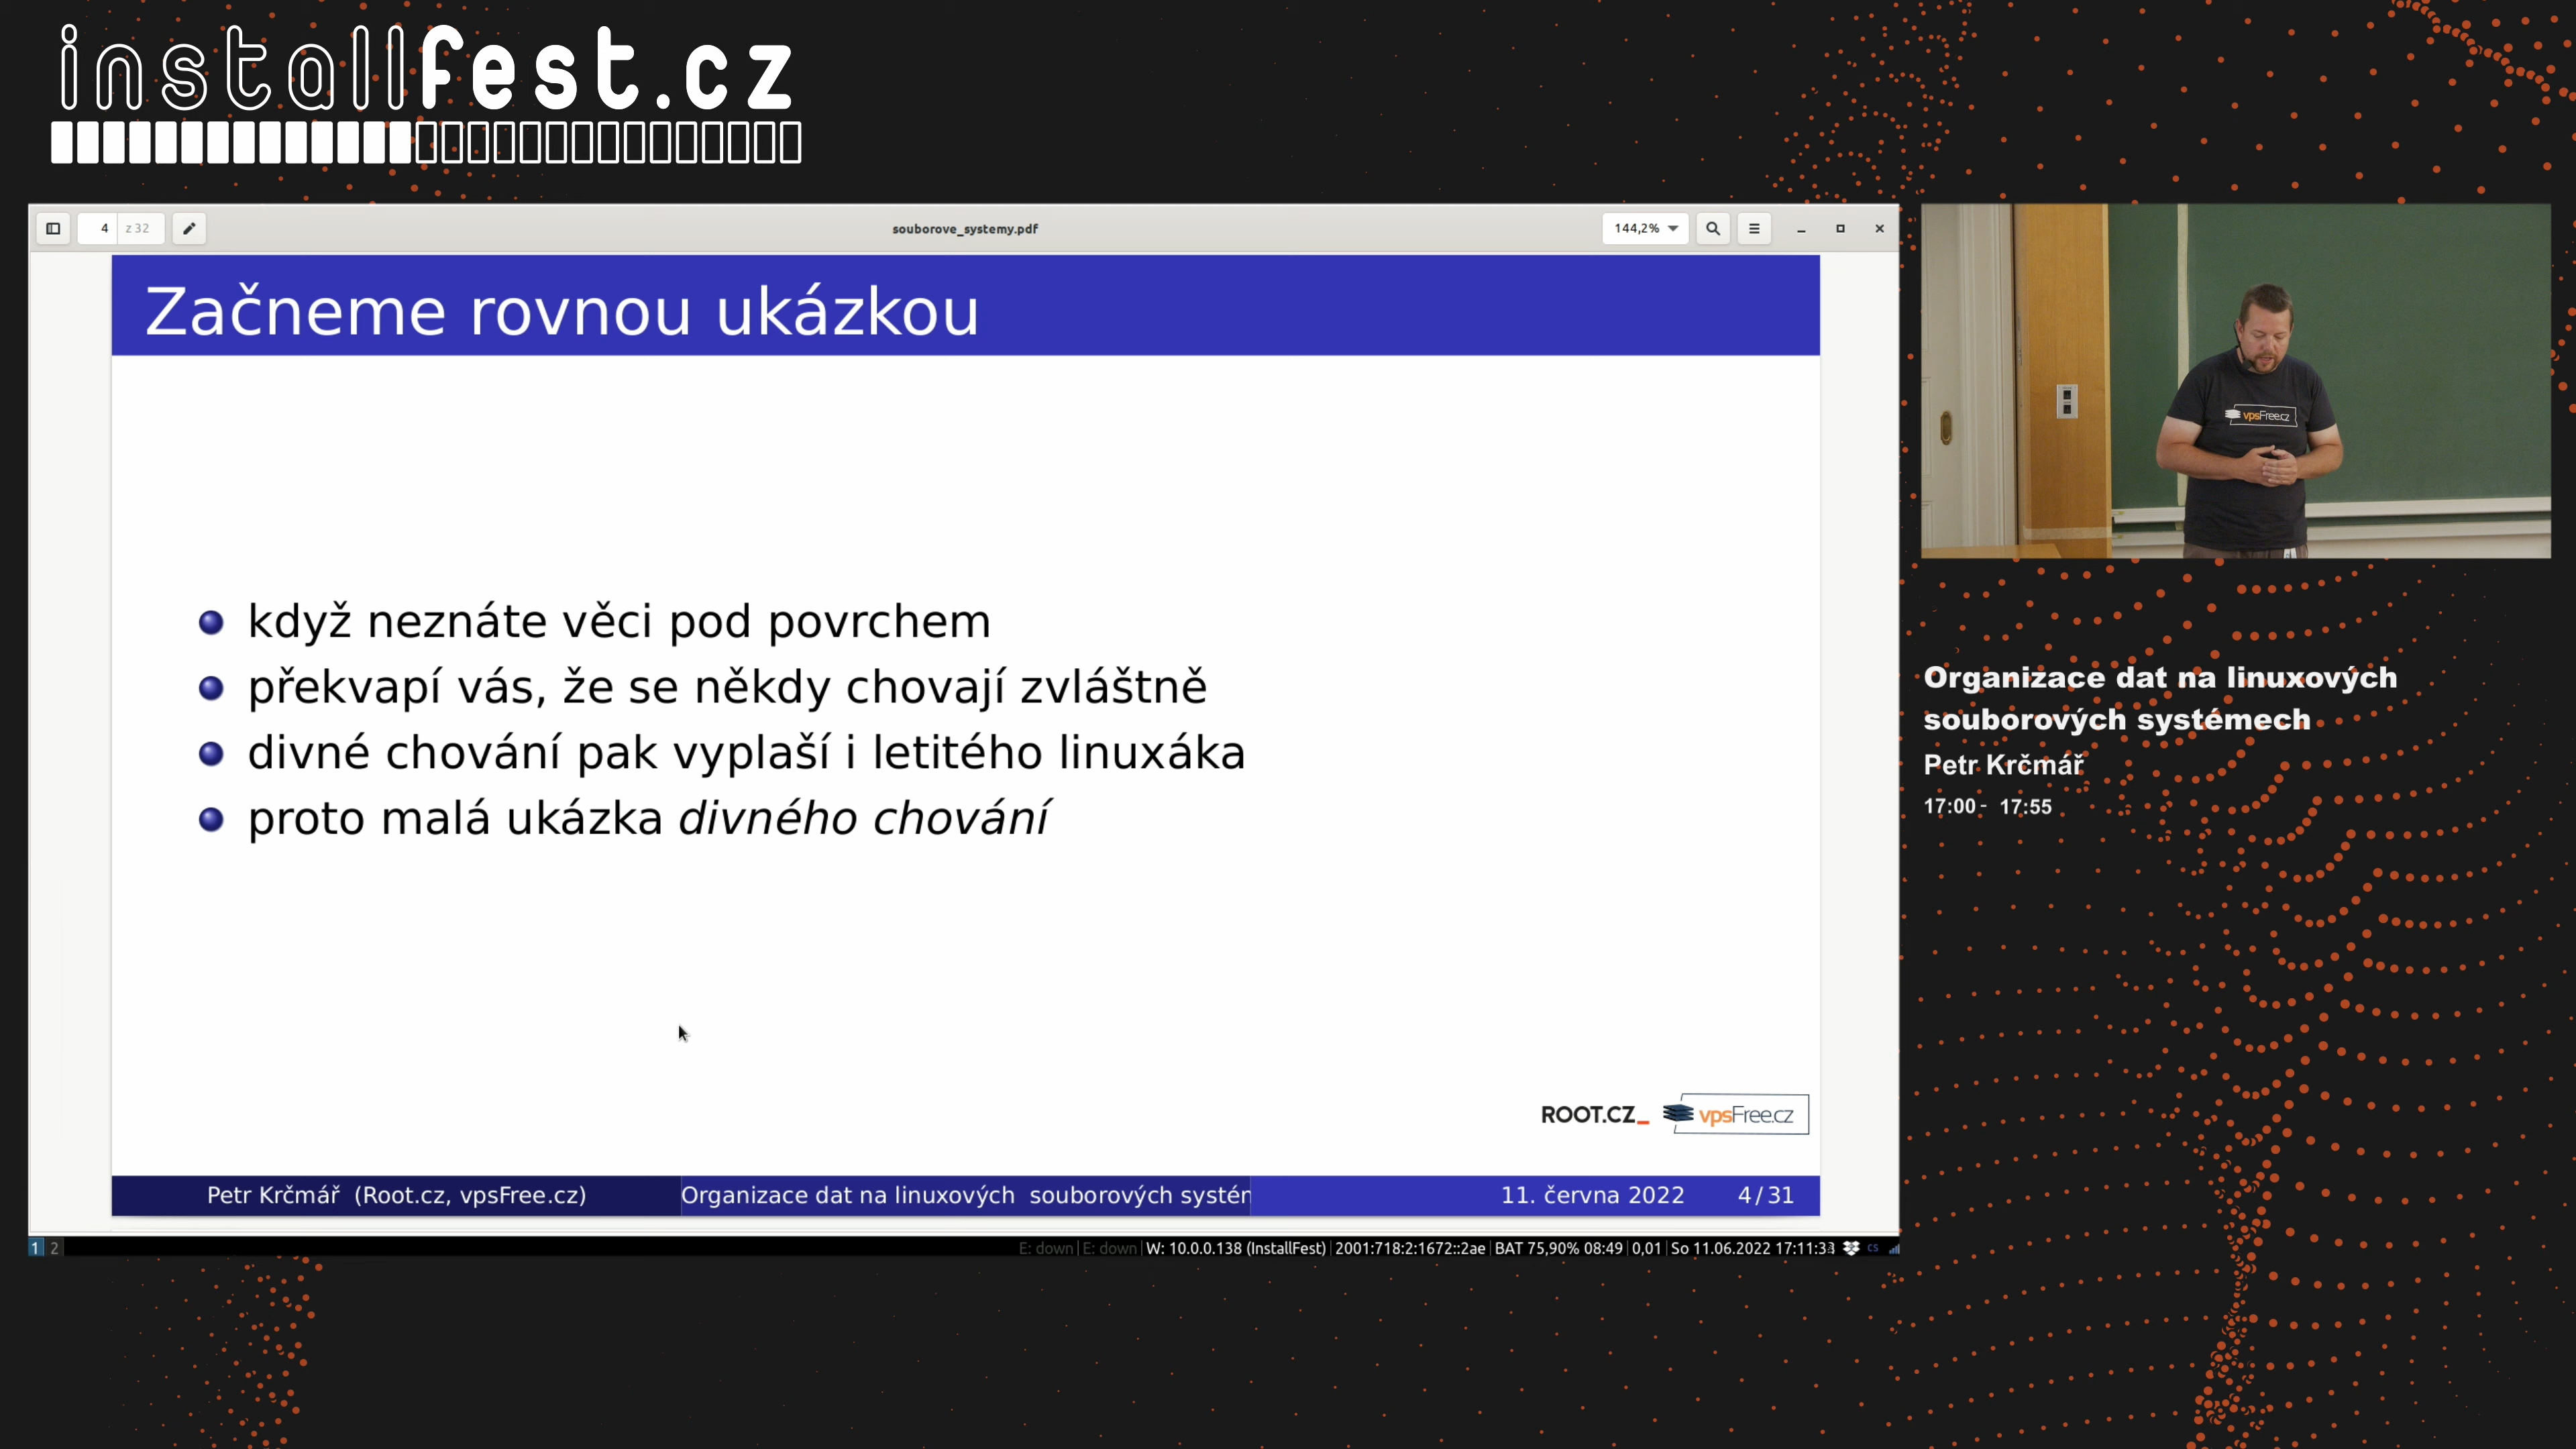 installfest.cz
4 z 32
souborove_systemy.pdf
144,2%
Začneme rovnou ukázkou
když neznáte věci pod povrchem
překvapí vás, že se někdy chovají zvláštně
divné chování pak vyplaší i letitého linuxáka
proto malá ukázka divného chování
ROOT.CZ_ vpsFree.cz
Petr Krčmář (Root.cz, vpsFree.cz) Organizace dat na linuxových souborových systém 11. června 2022 4/31
1 2 E: down | E: down | W: 10.0.0.138 (InstallFest) | 2001:718:2:1672::2ae | BAT 75,90% 08:49 | 0,01 | So 11.06.2022 cs
vpsFree.cz
Organizace dat na linuxových
souborových systémech
Petr Krčmář
17:00 - 17:55